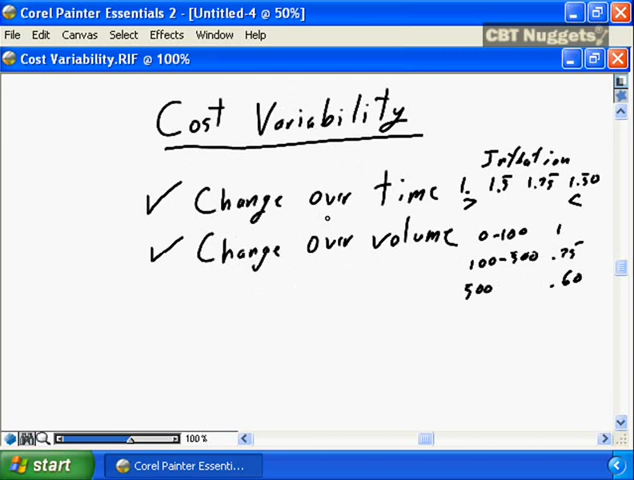 Corel Painter Essentials 2 - [Untitled-4 @ 50%]
File Edit Canvas Select Effects Window Help
CBT Nuggets
Cost Variability.RIF @ 100%
Cost Variability
Inflation
✓ Change over time 1. 1.5 1.75 1.50
> <
✓ Change over volume 0-100 1
100-500 .75
500 .60
100%
start Corel Painter Essenti...